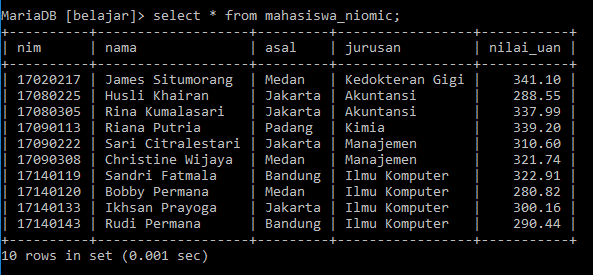 MariaDB [belajar]> select * from mahasiswa_niomic;
+----------+-------------------+---------+-----------------+-----------+
| nim      | nama              | asal    | jurusan         | nilai_uan |
+----------+-------------------+---------+-----------------+-----------+
| 17020217 | James Situmorang  | Medan   | Kedokteran Gigi |    341.10 |
| 17080225 | Husli Khairan     | Jakarta | Akuntansi       |    288.55 |
| 17080305 | Rina Kumalasari   | Jakarta | Akuntansi       |    337.99 |
| 17090113 | Riana Putria      | Padang  | Kimia           |    339.20 |
| 17090222 | Sari Citralestari | Jakarta | Manajemen       |    310.60 |
| 17090308 | Christine Wijaya  | Medan   | Manajemen       |    321.74 |
| 17140119 | Sandri Fatmala    | Bandung | Ilmu Komputer   |    322.91 |
| 17140120 | Bobby Permana     | Medan   | Ilmu Komputer   |    280.82 |
| 17140133 | Ikhsan Prayoga    | Jakarta | Ilmu Komputer   |    300.16 |
| 17140143 | Rudi Permana      | Bandung | Ilmu Komputer   |    290.44 |
+----------+-------------------+---------+-----------------+-----------+
10 rows in set (0.001 sec)